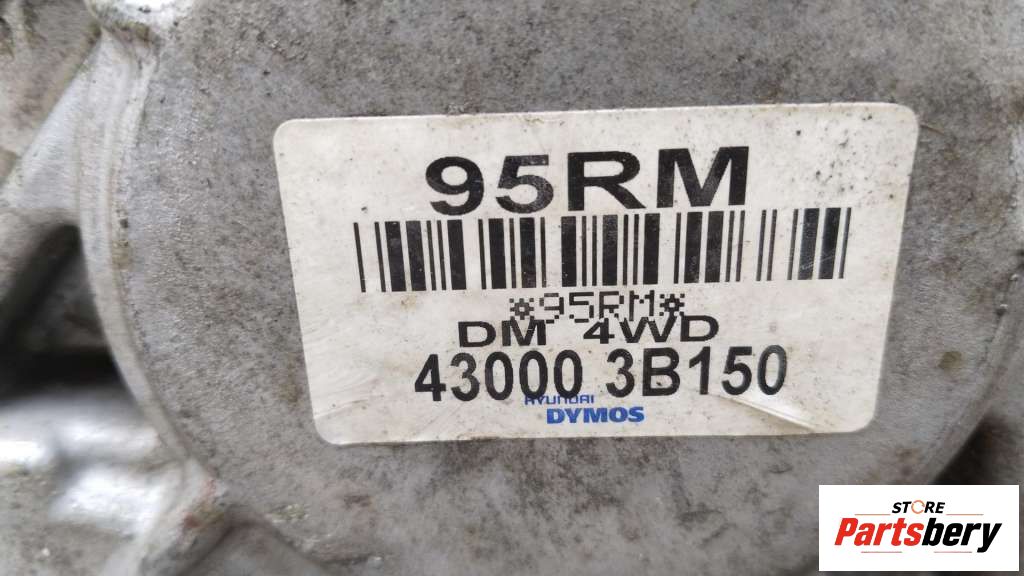 95RM
*95RM*
DM 4WD
43000 3B150
HYUNDAI
DYMOS
STORE
Partsbery